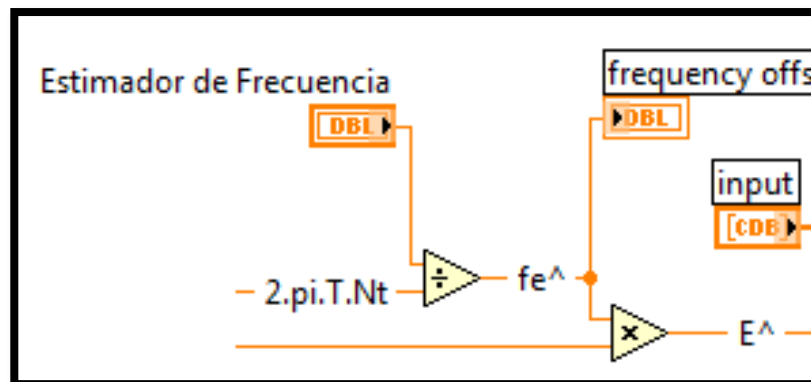 Estimador de Frecuencia
DBL
frequency offs
DBL
input
[CDB]
÷
fe^
2.pi.T.Nt
×
E^